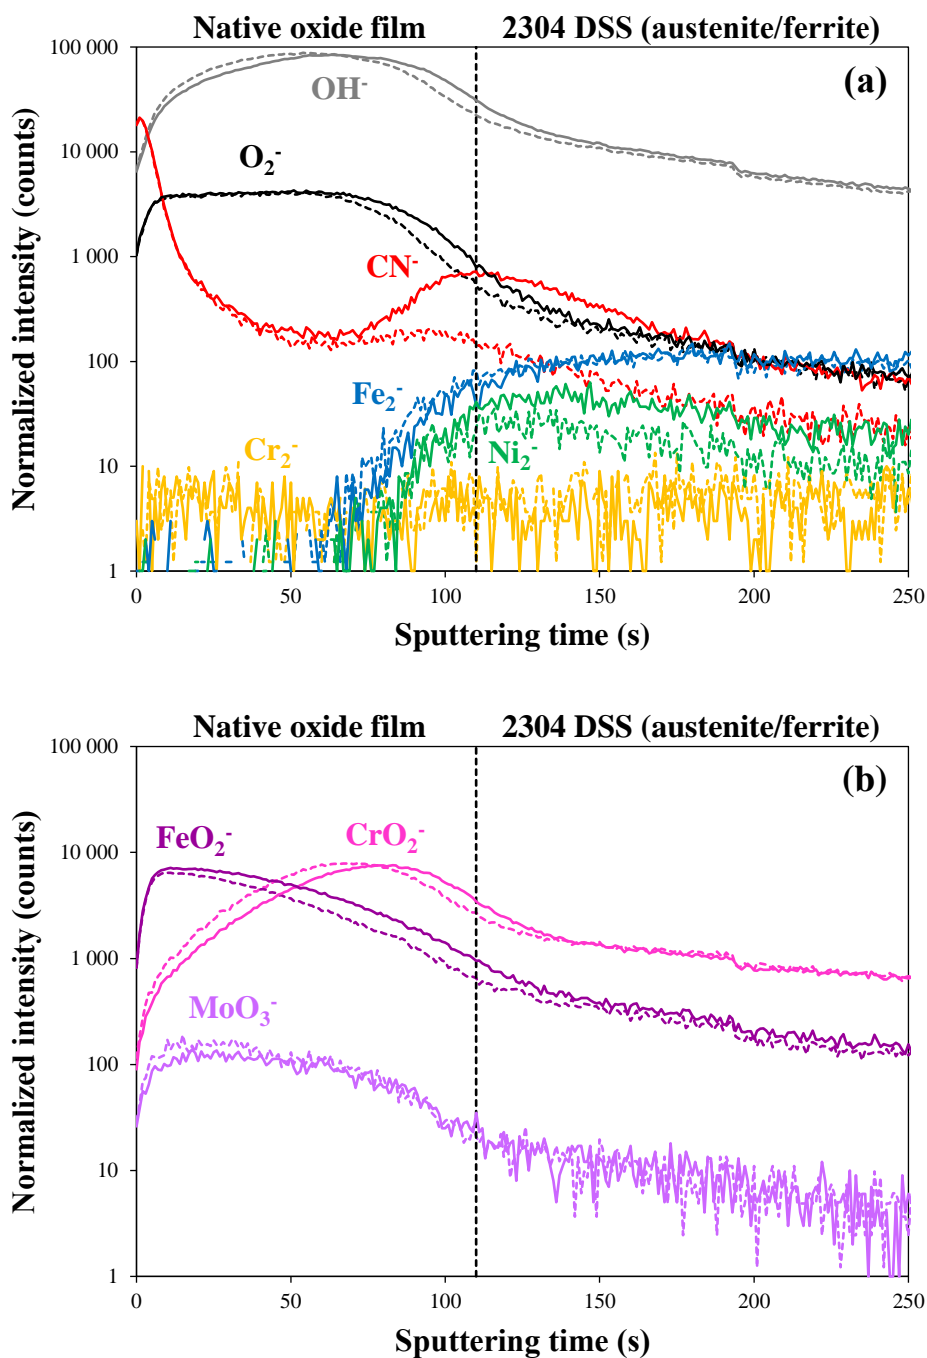 Native oxide film 2304 DSS (austenite/ferrite)
100 000
10 000
1 000
100
10
1
Normalized intensity (counts)
(a)
OH⁻
O₂⁻
CN⁻
Fe₂⁻
Cr₂⁻
Ni₂⁻
0 50 100 150 200 250
Sputtering time (s)
Native oxide film 2304 DSS (austenite/ferrite)
100 000
10 000
1 000
100
10
1
Normalized intensity (counts)
(b)
FeO₂⁻
CrO₂⁻
MoO₃⁻
0 50 100 150 200 250
Sputtering time (s)